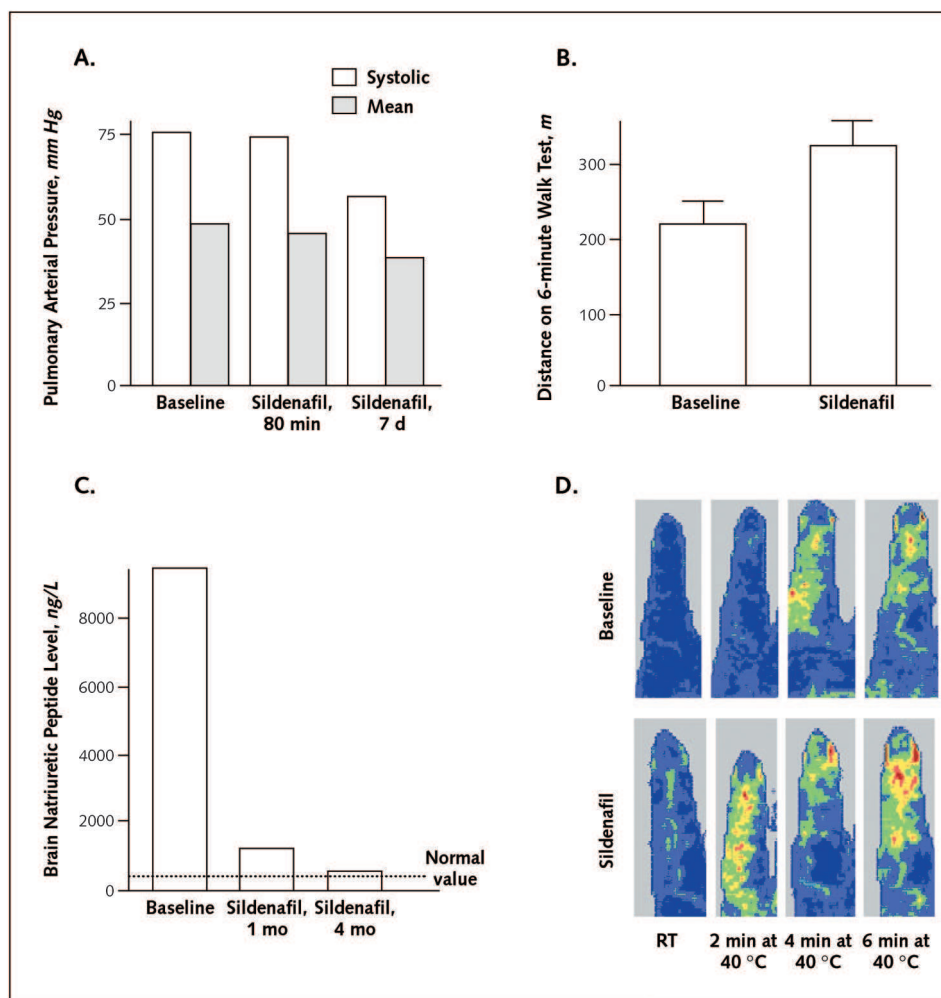 A.
Systolic
Mean
Pulmonary Arterial Pressure, mm Hg
75
50
25
0
Baseline
Sildenafil,
80 min
Sildenafil,
7 d
B.
Distance on 6-minute Walk Test, m
300
200
100
0
Baseline
Sildenafil
C.
Brain Natriuretic Peptide Level, ng/L
8000
6000
4000
2000
0
Normal
value
Baseline
Sildenafil,
1 mo
Sildenafil,
4 mo
D.
Baseline
Sildenafil
RT
2 min at
40 °C
4 min at
40 °C
6 min at
40 °C